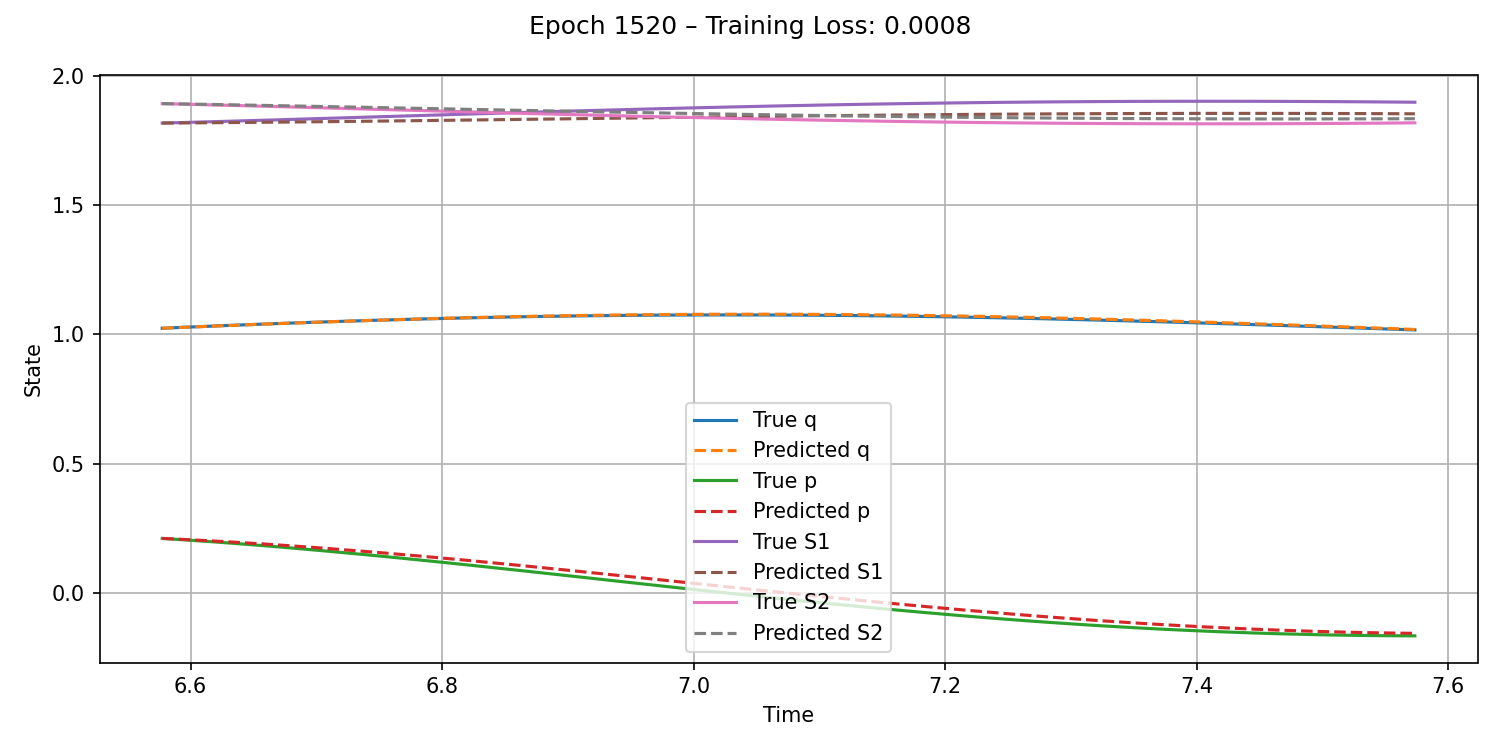 Epoch 1520 – Training Loss: 0.0008
2.0
1.5
1.0
0.5
0.0
State
True q
Predicted q
True p
Predicted p
True S1
Predicted S1
True S2
Predicted S2
6.6 6.8 7.0 7.2 7.4 7.6
Time